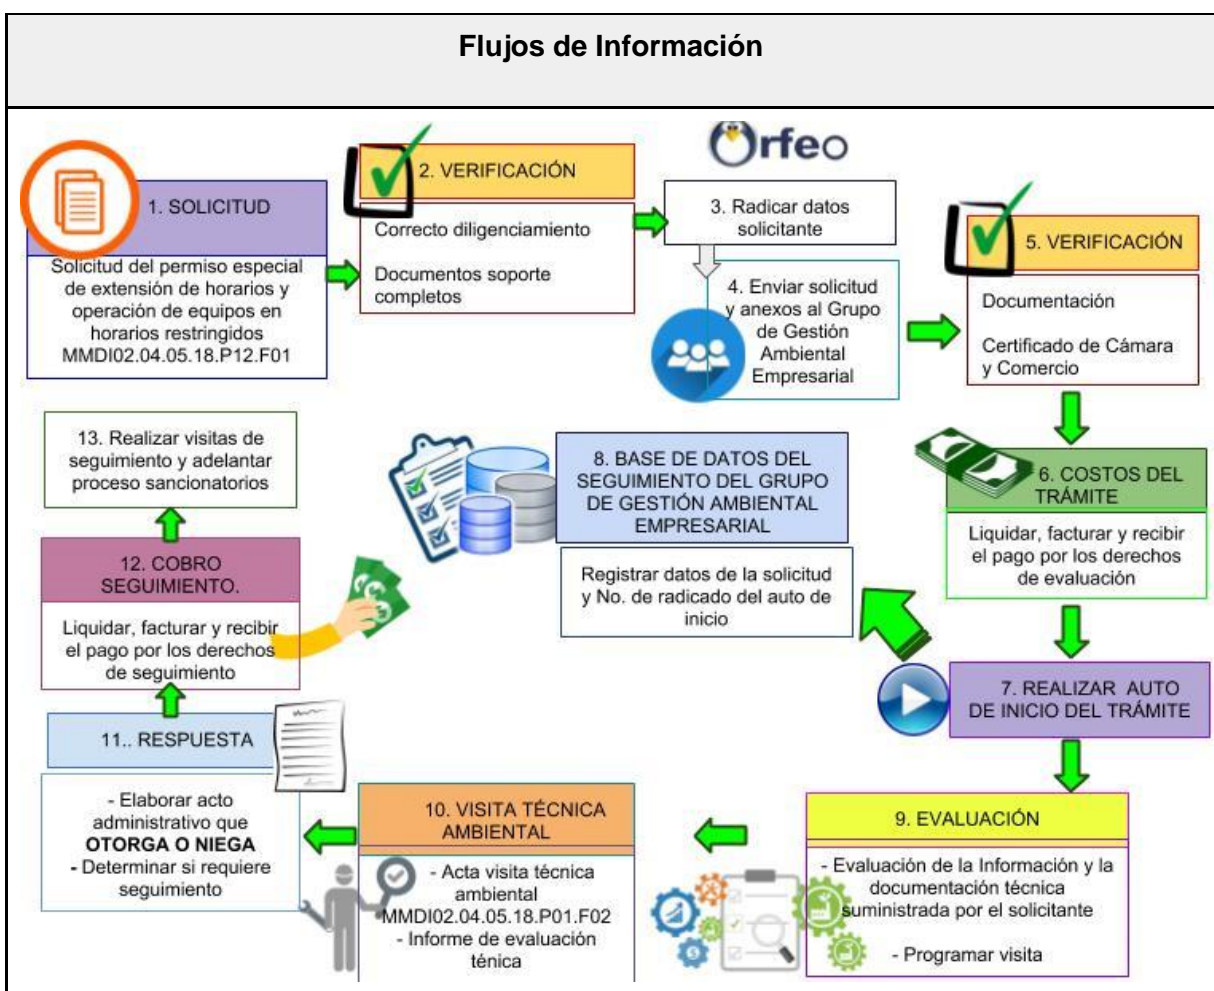 Flujos de Información
1. SOLICITUD
Solicitud del permiso especial
de extensión de horarios y
operación de equipos en
horarios restringidos
MMDI02.04.05.18.P12.F01
2. VERIFICACIÓN
Correcto diligenciamiento
Documentos soporte
completos
Orfeo
3. Radicar datos
solicitante
4. Enviar solicitud
y anexos al Grupo
de Gestión
Ambiental
Empresarial
5. VERIFICACIÓN
Documentación
Certificado de Cámara
y Comercio
6. COSTOS DEL
TRÁMITE
Liquidar, facturar y recibir
el pago por los derechos
de evaluación
7. REALIZAR AUTO
DE INICIO DEL TRÁMITE
8. BASE DE DATOS DEL
SEGUIMIENTO DEL GRUPO
DE GESTIÓN AMBIENTAL
EMPRESARIAL
Registrar datos de la solicitud
y No. de radicado del auto de
inicio
9. EVALUACIÓN
- Evaluación de la Información y la
documentación técnica
suministrada por el solicitante
- Programar visita
10. VISITA TÉCNICA
AMBIENTAL
- Acta visita técnica
ambiental
MMDI02.04.05.18.P01.F02
- Informe de evaluación
ténica
11.. RESPUESTA
- Elaborar acto
administrativo que
OTORGA O NIEGA
- Determinar si requiere
seguimiento
12. COBRO
SEGUIMIENTO.
Liquidar, facturar y recibir
el pago por los derechos
de seguimiento
13. Realizar visitas de
seguimiento y adelantar
proceso sancionatorios